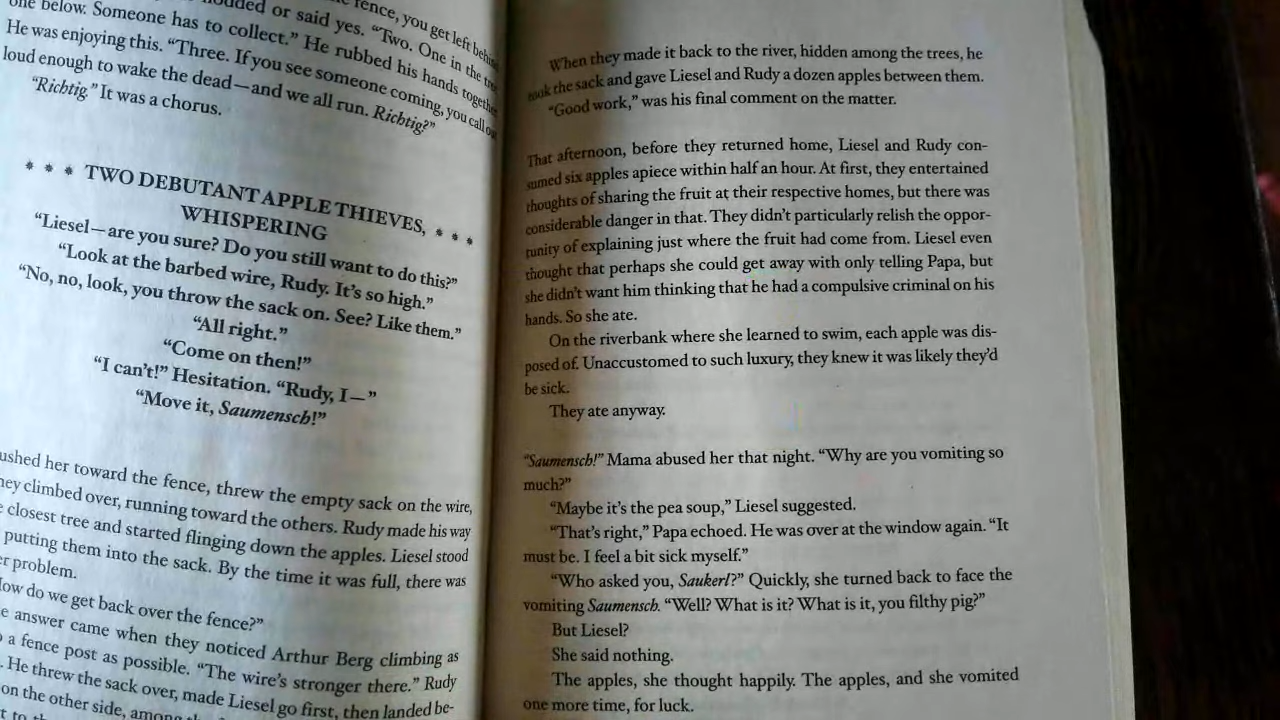 fence, you get left behind
nodded or said yes. "Two. One in the tree
one below. Someone has to collect." He rubbed his hands together
He was enjoying this. "Three. If you see someone coming, you call out
loud enough to wake the dead—and we all run. Richtig?"
"Richtig." It was a chorus.
* * * TWO DEBUTANT APPLE THIEVES, * * *
WHISPERING
"Liesel—are you sure? Do you still want to do this?"
"Look at the barbed wire, Rudy. It's so high."
"No, no, look, you throw the sack on. See? Like them."
"All right."
"Come on then!"
"I can't!" Hesitation. "Rudy, I—"
"Move it, Saumensch!"
ushed her toward the fence, threw the empty sack on the wire,
hey climbed over, running toward the others. Rudy made his way
closest tree and started flinging down the apples. Liesel stood
putting them into the sack. By the time it was full, there was
er problem.
How do we get back over the fence?"
e answer came when they noticed Arthur Berg climbing as
a fence post as possible. "The wire's stronger there." Rudy
. He threw the sack over, made Liesel go first, then landed be-
on the other side, among
When they made it back to the river, hidden among the trees, he
took the sack and gave Liesel and Rudy a dozen apples between them.
"Good work," was his final comment on the matter.
That afternoon, before they returned home, Liesel and Rudy con-
sumed six apples apiece within half an hour. At first, they entertained
thoughts of sharing the fruit at their respective homes, but there was
considerable danger in that. They didn't particularly relish the oppor-
tunity of explaining just where the fruit had come from. Liesel even
thought that perhaps she could get away with only telling Papa, but
she didn't want him thinking that he had a compulsive criminal on his
hands. So she ate.
On the riverbank where she learned to swim, each apple was dis-
posed of. Unaccustomed to such luxury, they knew it was likely they'd
be sick.
They ate anyway.
"Saumensch!" Mama abused her that night. "Why are you vomiting so
much?"
"Maybe it's the pea soup," Liesel suggested.
"That's right," Papa echoed. He was over at the window again. "It
must be. I feel a bit sick myself."
"Who asked you, Saukerl?" Quickly, she turned back to face the
vomiting Saumensch. "Well? What is it? What is it, you filthy pig?"
But Liesel?
She said nothing.
The apples, she thought happily. The apples, and she vomited
one more time, for luck.